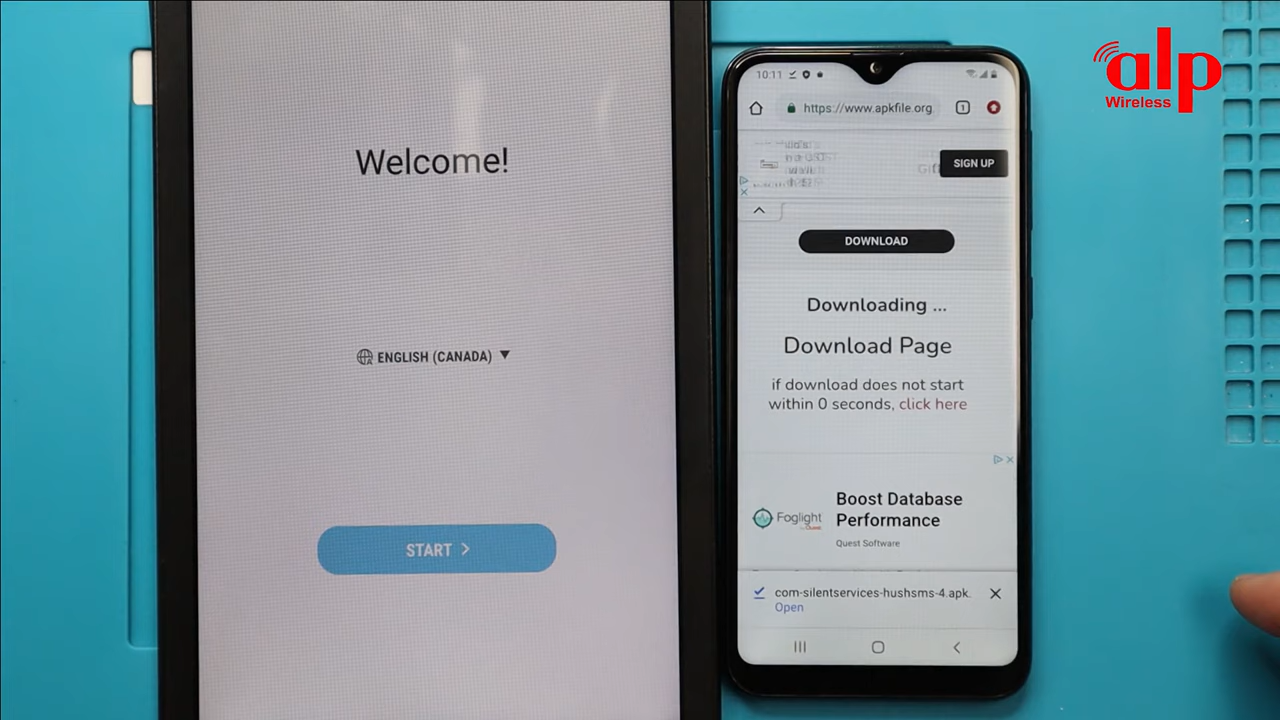 alp
Wireless
Welcome!
ENGLISH (CANADA)
START
10:11
https://www.apkfile.org
1
SIGN UP
DOWNLOAD
Downloading ...
Download Page
if download does not start
within 0 seconds, click here
Foglight
Boost Database
Performance
Quest Software
com-silentservices-hushsms-4.apk.
Open